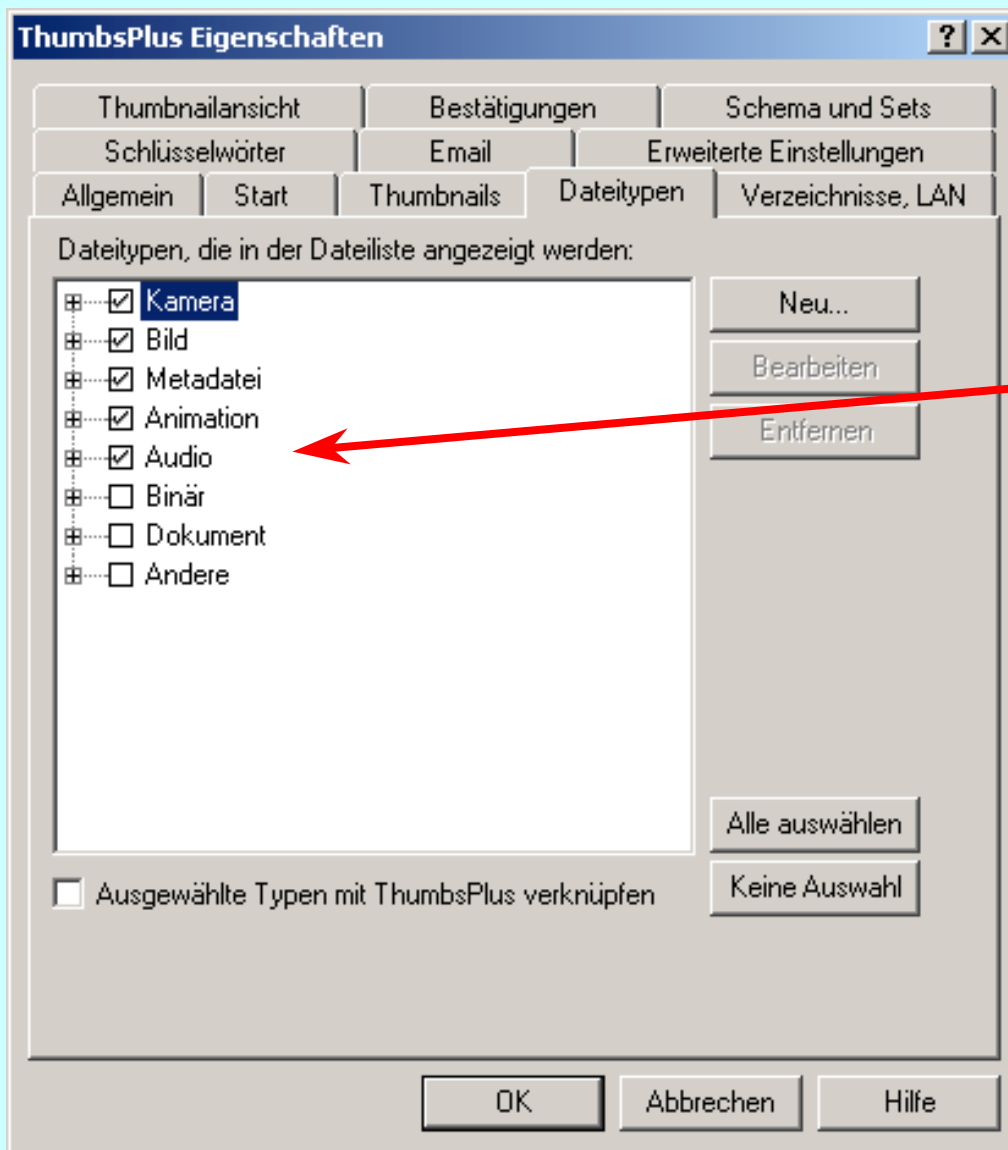 ThumbsPlus Eigenschaften
Thumbnailansicht Bestätigungen Schema und Sets
Schlüsselwörter Email Erweiterte Einstellungen
Allgemein Start Thumbnails Dateitypen Verzeichnisse, LAN
Dateitypen, die in der Dateiliste angezeigt werden:
Kamera
Bild
Metadatei
Animation
Audio
Binär
Dokument
Andere
Neu...
Bearbeiten
Entfernen
Alle auswählen
Keine Auswahl
Ausgewählte Typen mit ThumbsPlus verknüpfen
OK Abbrechen Hilfe